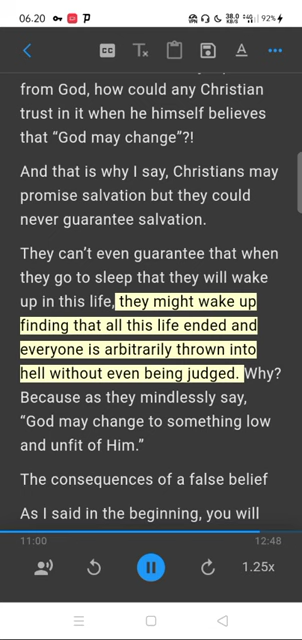 06.20
38.0
KB/S
92%
CC
A
from God, how could any Christian
trust in it when he himself believes
that “God may change”?!
And that is why I say, Christians may
promise salvation but they could
never guarantee salvation.
They can’t even guarantee that when
they go to sleep that they will wake
up in this life, they might wake up
finding that all this life ended and
everyone is arbitrarily thrown into
hell without even being judged. Why?
Because as they mindlessly say,
“God may change to something low
and unfit of Him.”
The consequences of a false belief
As I said in the beginning, you will
11:00
12:48
1.25x